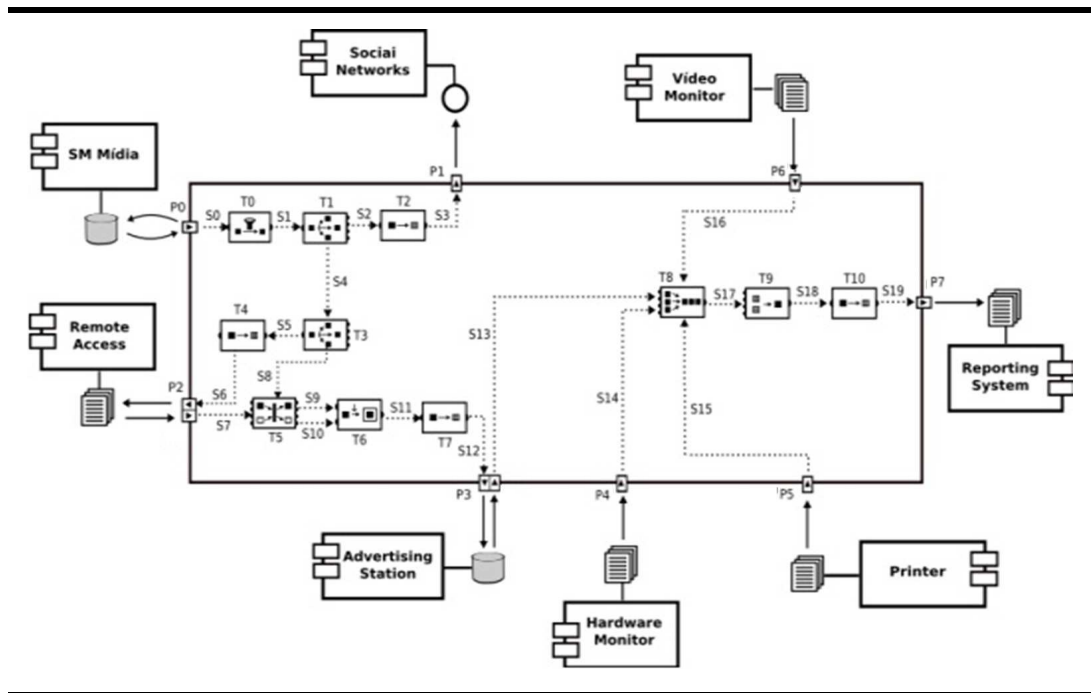 Sociai
Networks
Vídeo
Monitor
SM Mídia
P1
P6
P0
S0
T0
S1
T1
S2
T2
S3
S16
S4
T8
S17
T9
S18
T10
S19
P7
Remote
Access
T4
S5
T3
S13
Reporting
System
P2
S6
S8
S7
T5
S9
S10
T6
S11
T7
S12
S14
S15
P3
P4
P5
Advertising
Station
Hardware
Monitor
Printer